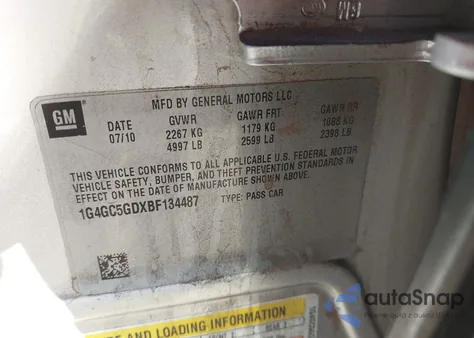 GM
MFD BY GENERAL MOTORS LLC
DATE GVWR GAWR FRT GAWR RR
07/10 2267 KG 1179 KG 1088 KG
4997 LB 2599 LB 2398 LB
THIS VEHICLE CONFORMS TO ALL APPLICABLE U.S. FEDERAL MOTOR
VEHICLE SAFETY, BUMPER, AND THEFT PREVENTION STANDARDS IN
EFFECT ON THE DATE OF MANUFACTURE SHOWN ABOVE.
1G4GC5GDXBF134487 TYPE: PASS CAR
AND LOADING INFORMATION
autoSnap